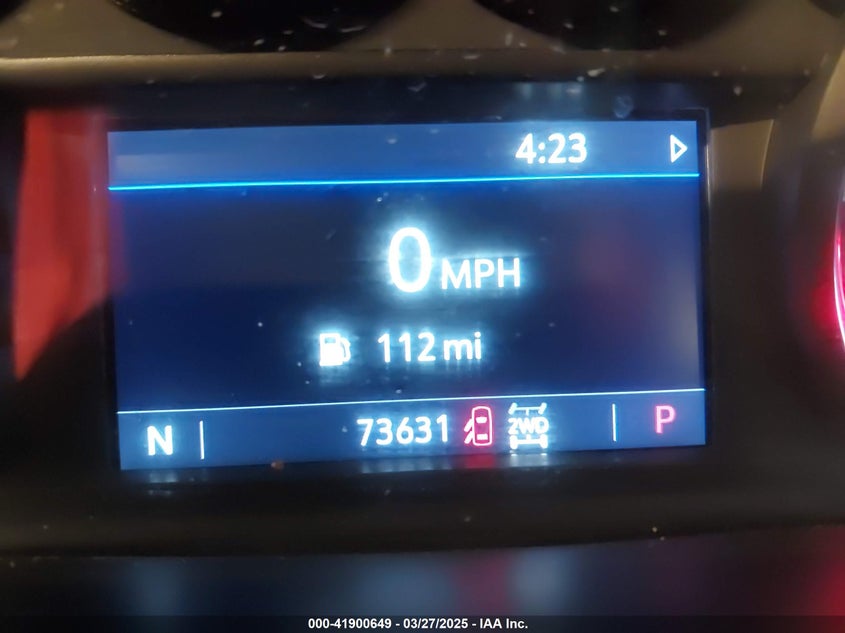 4:23
0 MPH
112 mi
N 73631 2WD P
000-41900649 - 03/27/2025 - IAA Inc.